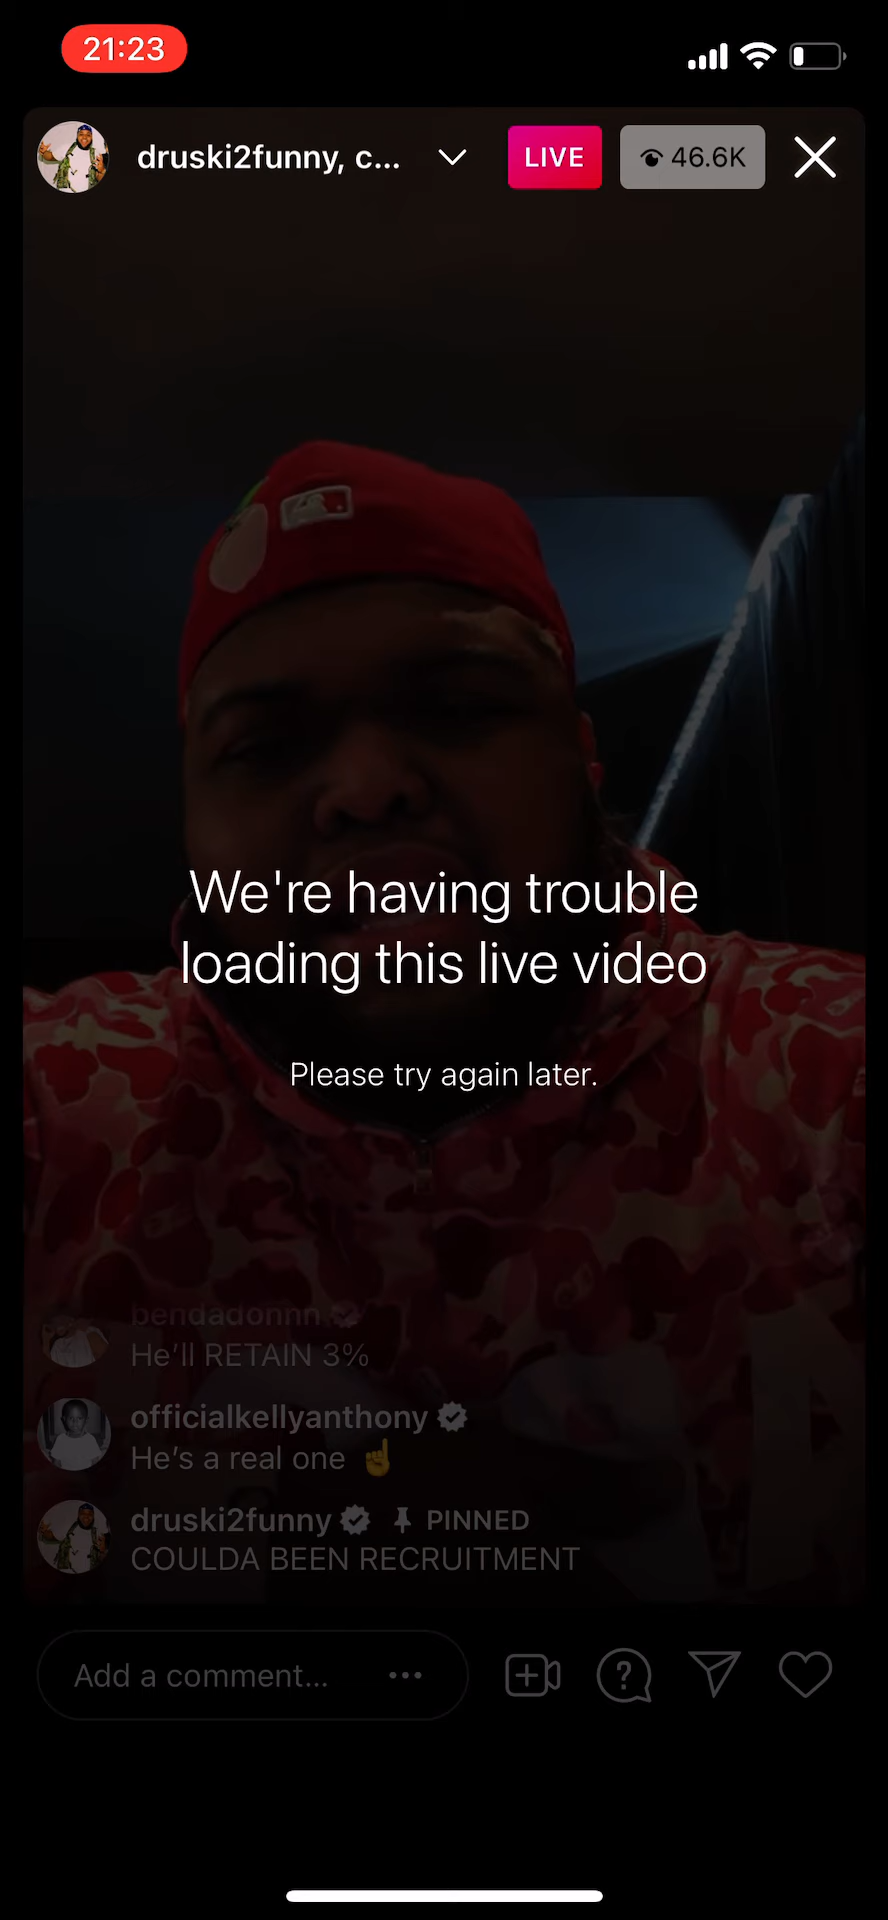 21:23
druski2funny, c...
LIVE
46.6K
We're having trouble
loading this live video
Please try again later.
bendadonnn
He'll RETAIN 3%
officialkellyanthony
He's a real one ☝️
druski2funny PINNED
COULDA BEEN RECRUITMENT
Add a comment...